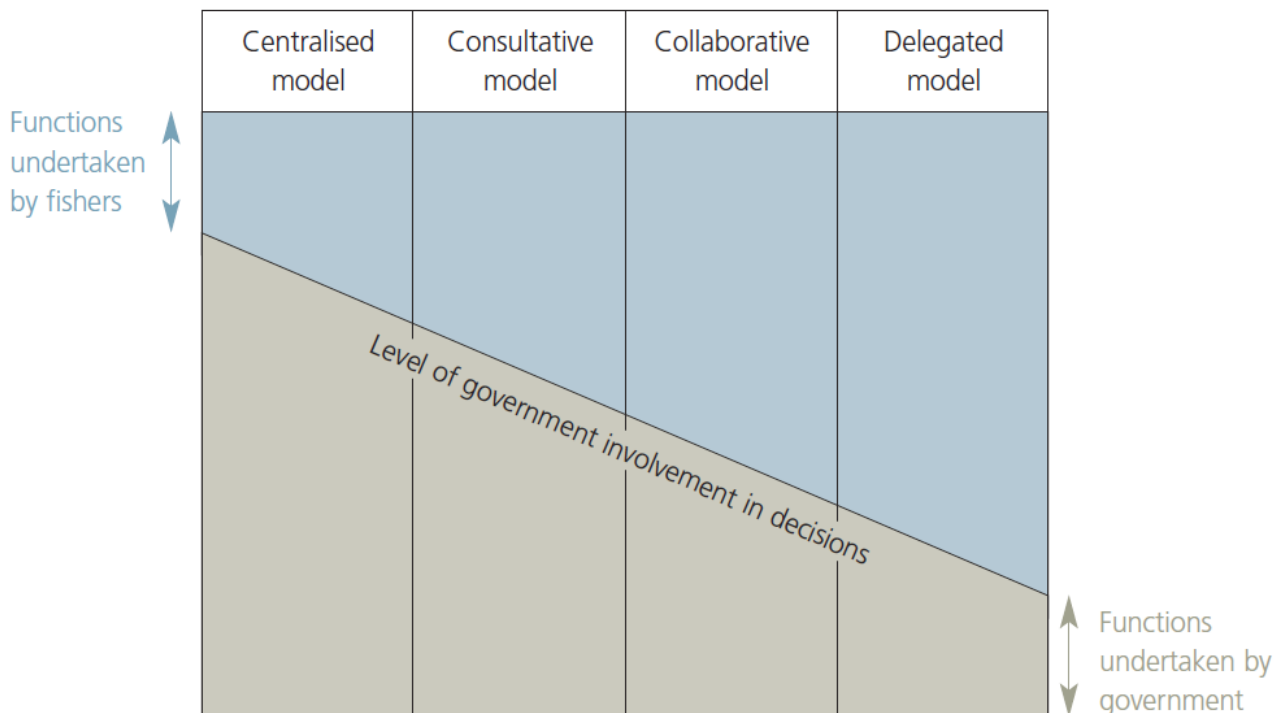 Centralised
model
Consultative
model
Collaborative
model
Delegated
model
Functions
undertaken
by fishers
Level of government involvement in decisions
Functions
undertaken by
government